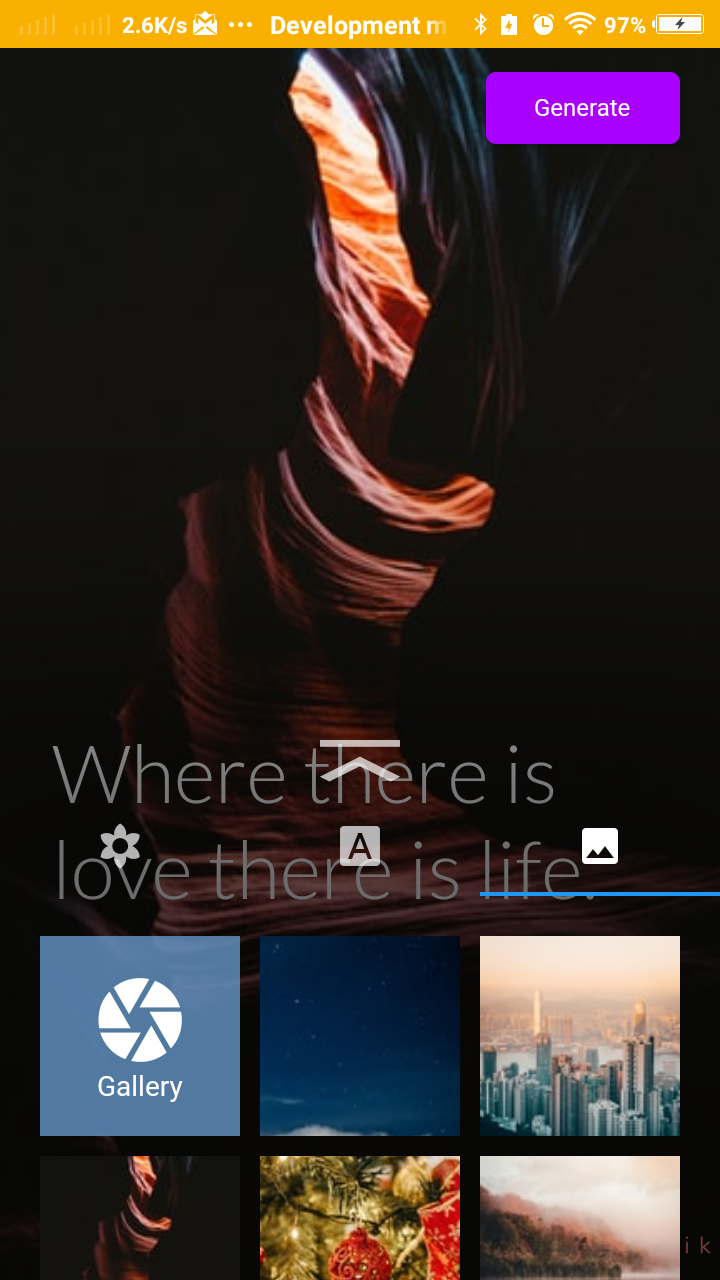 2.6K/s ••• Development m 97%
Generate
Where there is
A
love there is life.
Gallery
i k